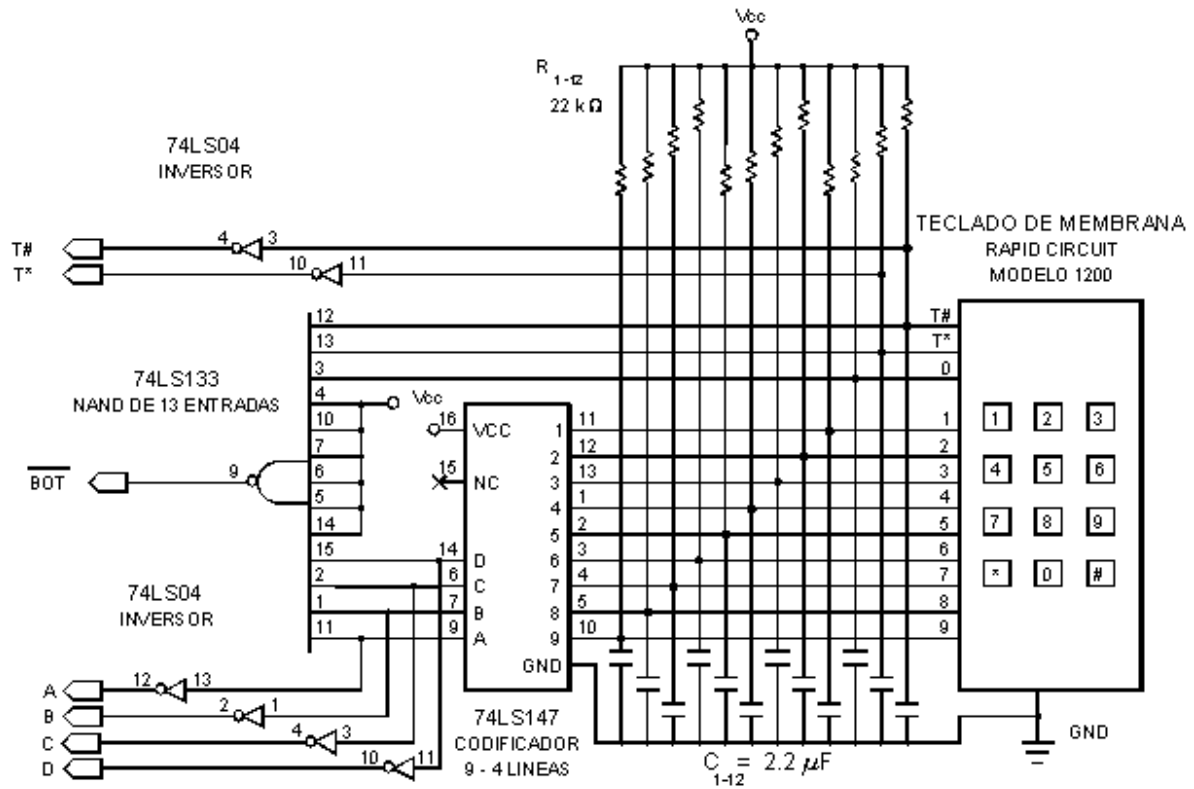 Vcc
R 1-12
22 k Ω
74LS04
INVERSOR
T#
4
3
T*
10
11
TECLADO DE MEMBRANA
RAPID CIRCUIT
MODELO 1200
74LS133
NAND DE 13 ENTRADAS
12
13
3
4
10
7
6
5
14
15
2
1
11
Vcc
BOT
9
16
VCC
15
NC
14
D
6
C
7
B
9
A
GND
1
11
2
12
3
13
4
1
5
2
6
3
7
4
8
5
9
10
T#
T*
0
1
2
3
4
5
6
7
8
9
1 2 3
4 5 6
7 8 9
* 0 #
74LS04
INVERSOR
A
12
13
B
2
1
C
4
3
D
10
11
74LS147
CODIFICADOR
9 - 4 LINEAS
C 1-12 = 2.2 µF
GND